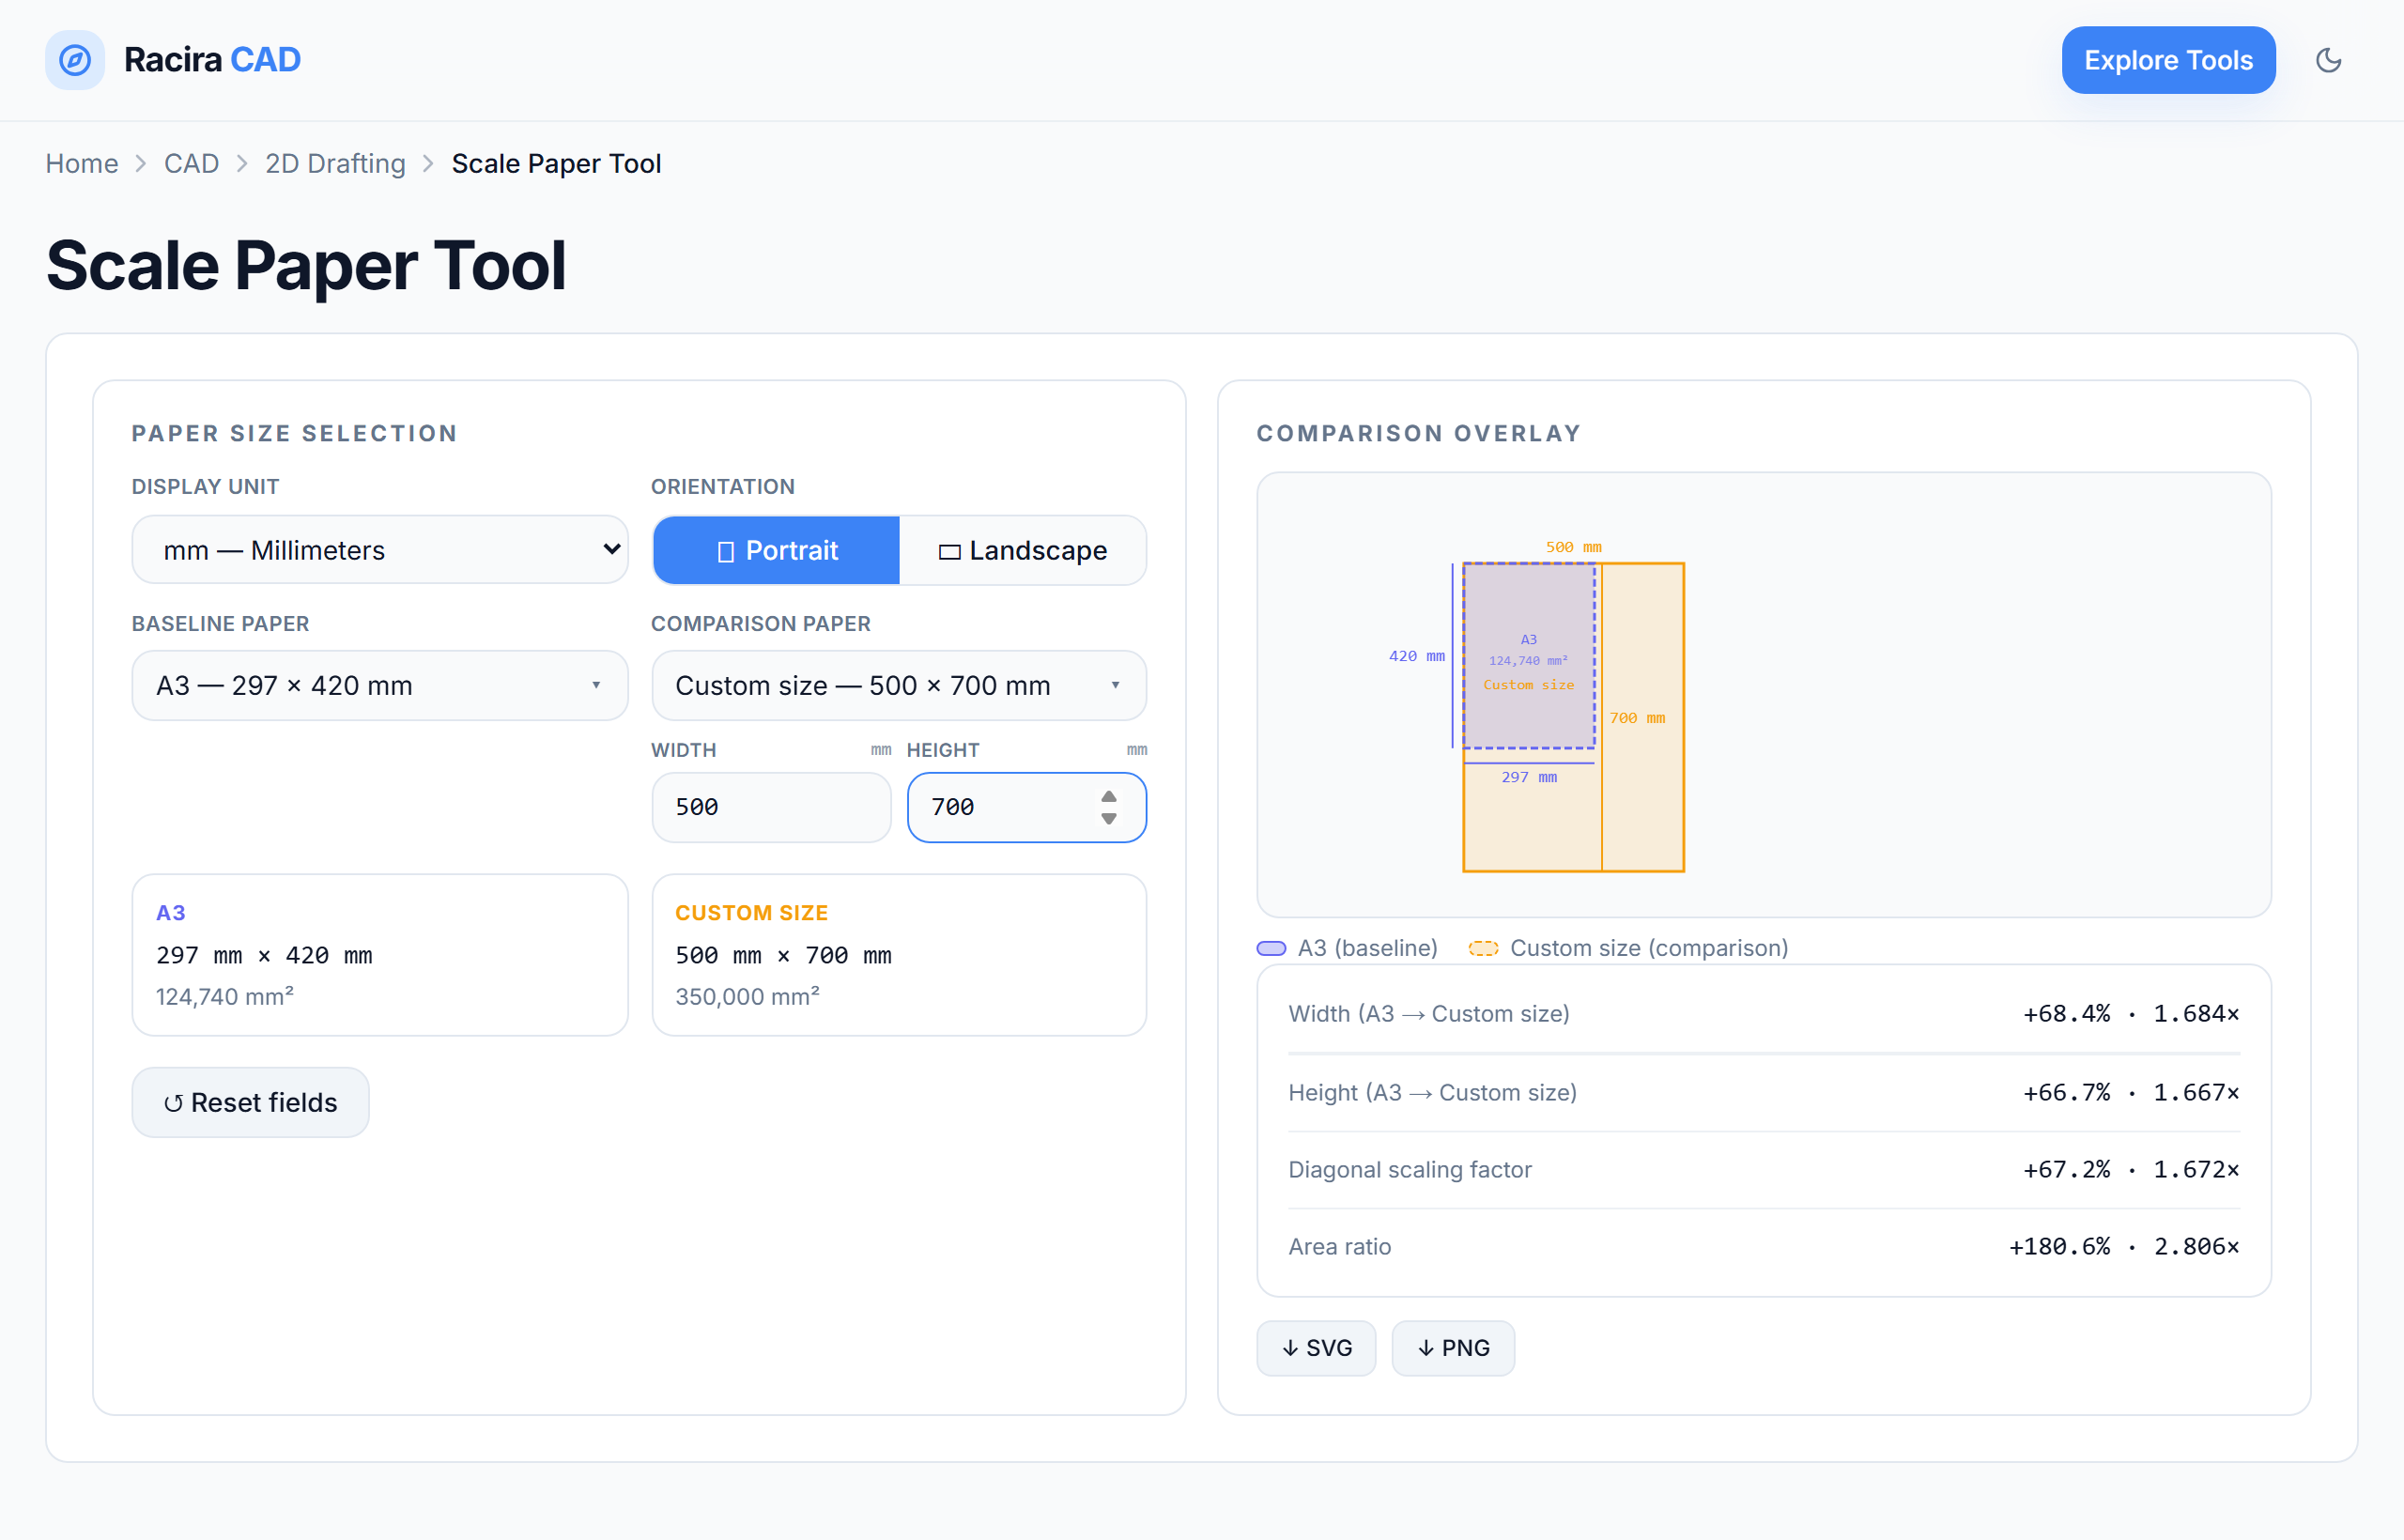 Racira CAD
Explore Tools
Home > CAD > 2D Drafting > Scale Paper Tool
Scale Paper Tool
PAPER SIZE SELECTION
DISPLAY UNIT
mm — Millimeters
ORIENTATION
Portrait
Landscape
BASELINE PAPER
A3 — 297 × 420 mm
COMPARISON PAPER
Custom size — 500 × 700 mm
WIDTH mm
500
HEIGHT mm
700
A3
297 mm × 420 mm
124,740 mm²
CUSTOM SIZE
500 mm × 700 mm
350,000 mm²
↺ Reset fields
COMPARISON OVERLAY
500 mm
A3
420 mm
124,740 mm²
Custom size
700 mm
297 mm
A3 (baseline)
Custom size (comparison)
Width (A3 → Custom size) +68.4% · 1.684×
Height (A3 → Custom size) +66.7% · 1.667×
Diagonal scaling factor +67.2% · 1.672×
Area ratio +180.6% · 2.806×
↓ SVG
↓ PNG